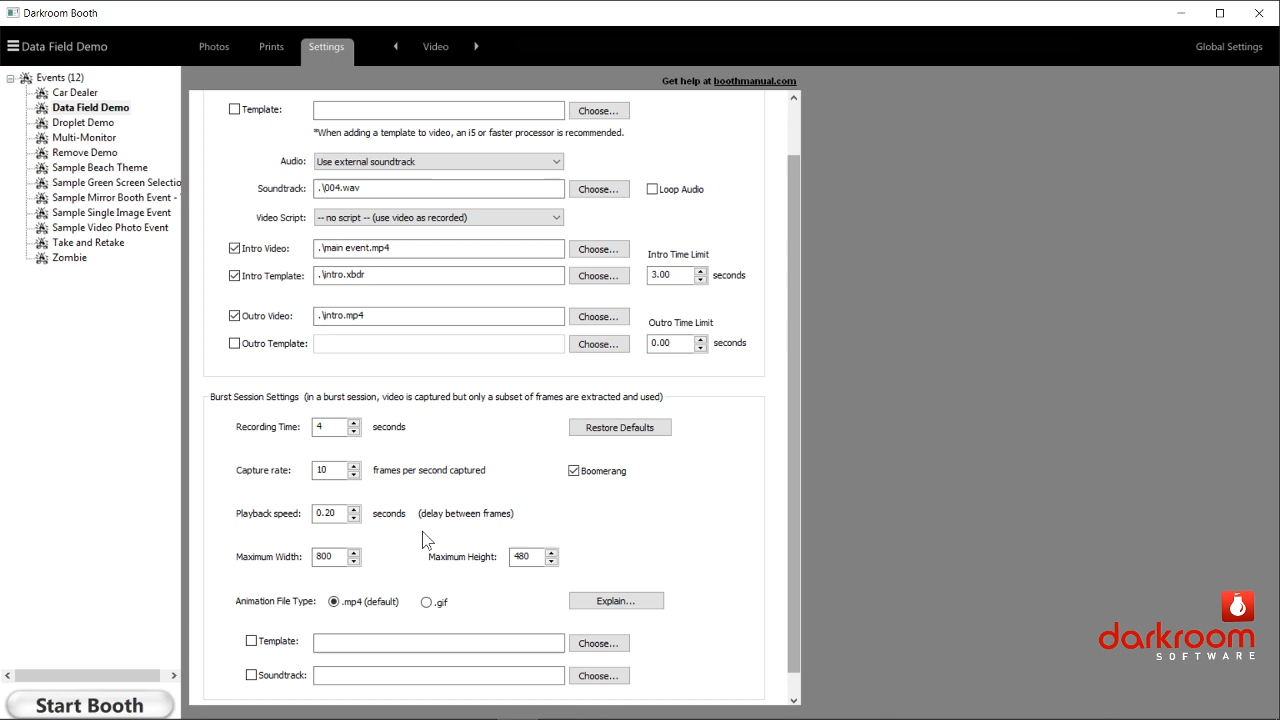 Darkroom Booth
Data Field Demo
Photos
Prints
Settings
Video
Global Settings
Events (12)
Car Dealer
Data Field Demo
Droplet Demo
Multi-Monitor
Remove Demo
Sample Beach Theme
Sample Green Screen Selectio
Sample Mirror Booth Event -
Sample Single Image Event
Sample Video Photo Event
Take and Retake
Zombie
Start Booth
Get help at boothmanual.com
Template: Choose...
*When adding a template to video, an i5 or faster processor is recommended.
Audio: Use external soundtrack
Soundtrack: .\004.wav Choose... Loop Audio
Video Script: -- no script -- (use video as recorded)
Intro Video: .\main event.mp4 Choose... Intro Time Limit
Intro Template: .\intro.xbdr Choose... 3.00 seconds
Outro Video: .\intro.mp4 Choose... Outro Time Limit
Outro Template: Choose... 0.00 seconds
Burst Session Settings (in a burst session, video is captured but only a subset of frames are extracted and used)
Recording Time: 4 seconds Restore Defaults
Capture rate: 10 frames per second captured Boomerang
Playback speed: 0.20 seconds (delay between frames)
Maximum Width: 800 Maximum Height: 480
Animation File Type: .mp4 (default) .gif Explain...
Template: Choose...
Soundtrack: Choose...
darkroom
SOFTWARE